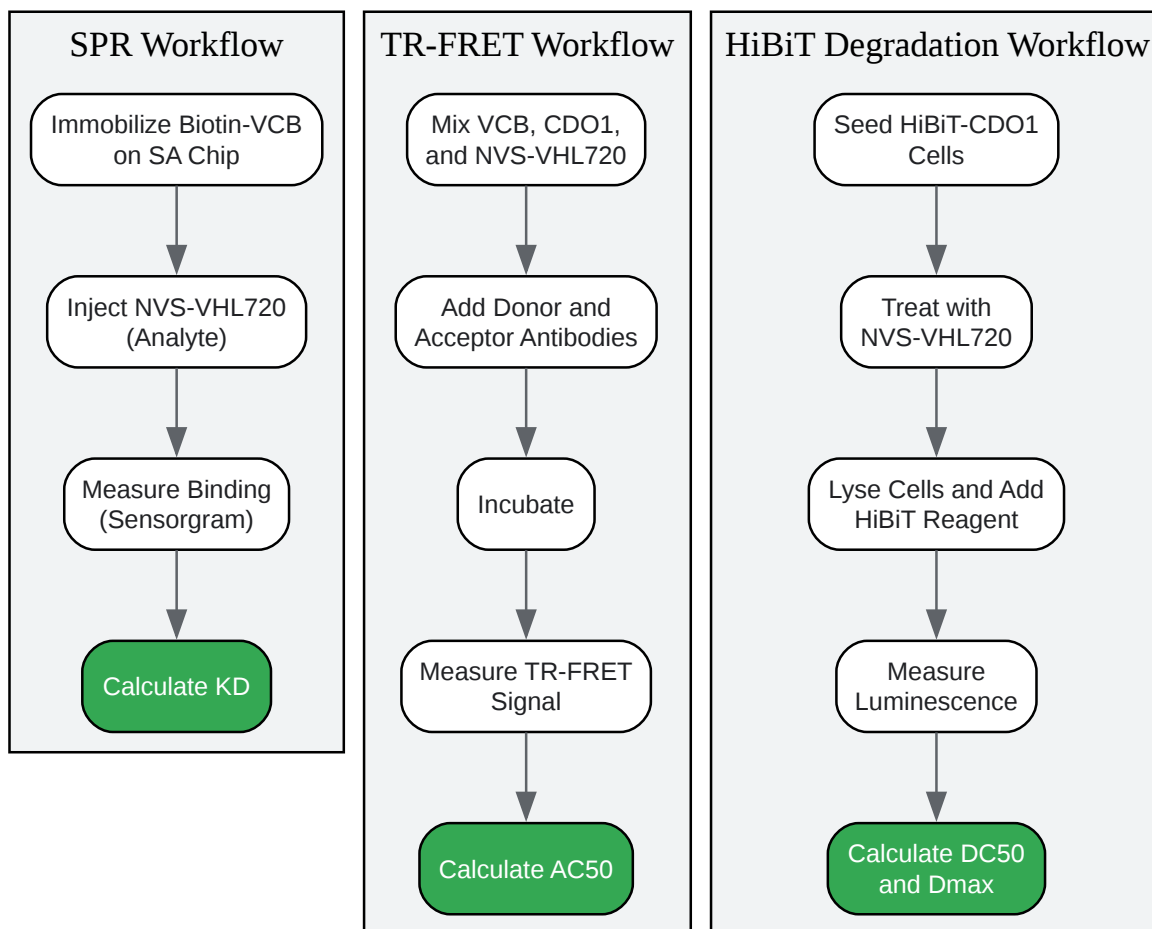 SPR Workflow
Immobilize Biotin-VCB
on SA Chip
Inject NVS-VHL720
(Analyte)
Measure Binding
(Sensorgram)
Calculate KD
TR-FRET Workflow
Mix VCB, CDO1,
and NVS-VHL720
Add Donor and
Acceptor Antibodies
Incubate
Measure TR-FRET
Signal
Calculate AC50
HiBiT Degradation Workflow
Seed HiBiT-CDO1
Cells
Treat with
NVS-VHL720
Lyse Cells and Add
HiBiT Reagent
Measure
Luminescence
Calculate DC50
and Dmax